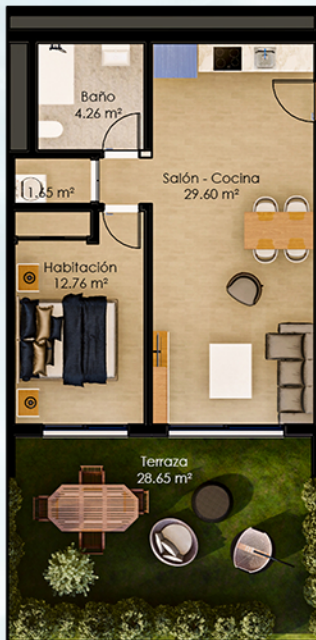 Baño
4.26 m²
1.65 m²
Salón - Cocina
29.60 m²
Habitación
12.76 m²
Terraza
28.65 m²